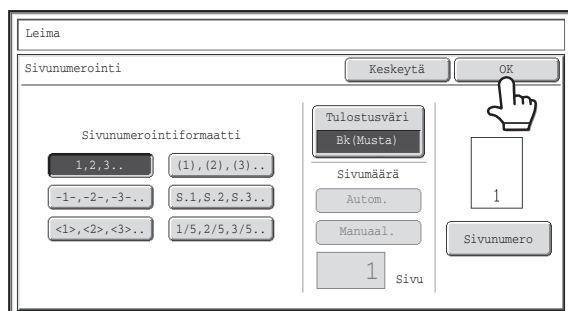 Leima
Sivunumerointi
Keskeytä
OK
Sivunumerointiformaatti
1,2,3..
(1),(2),(3)..
-1-,-2-,-3-..
S.1,S.2,S.3..
<1>,<2>,<3>..
1/5,2/5,3/5..
Tulostusväri
Bk(Musta)
Sivumäärä
Autom.
Manuaal.
1 Sivu
1
Sivunumero